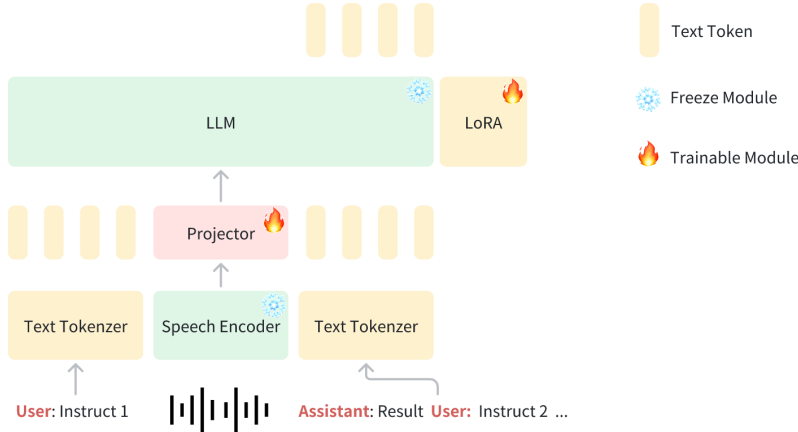 Text Token
Freeze Module
LLM
LoRA
Trainable Module
Projector
Text Tokenzer
Speech Encoder
Text Tokenzer
User: Instruct 1
Assistant: Result User: Instruct 2 ...